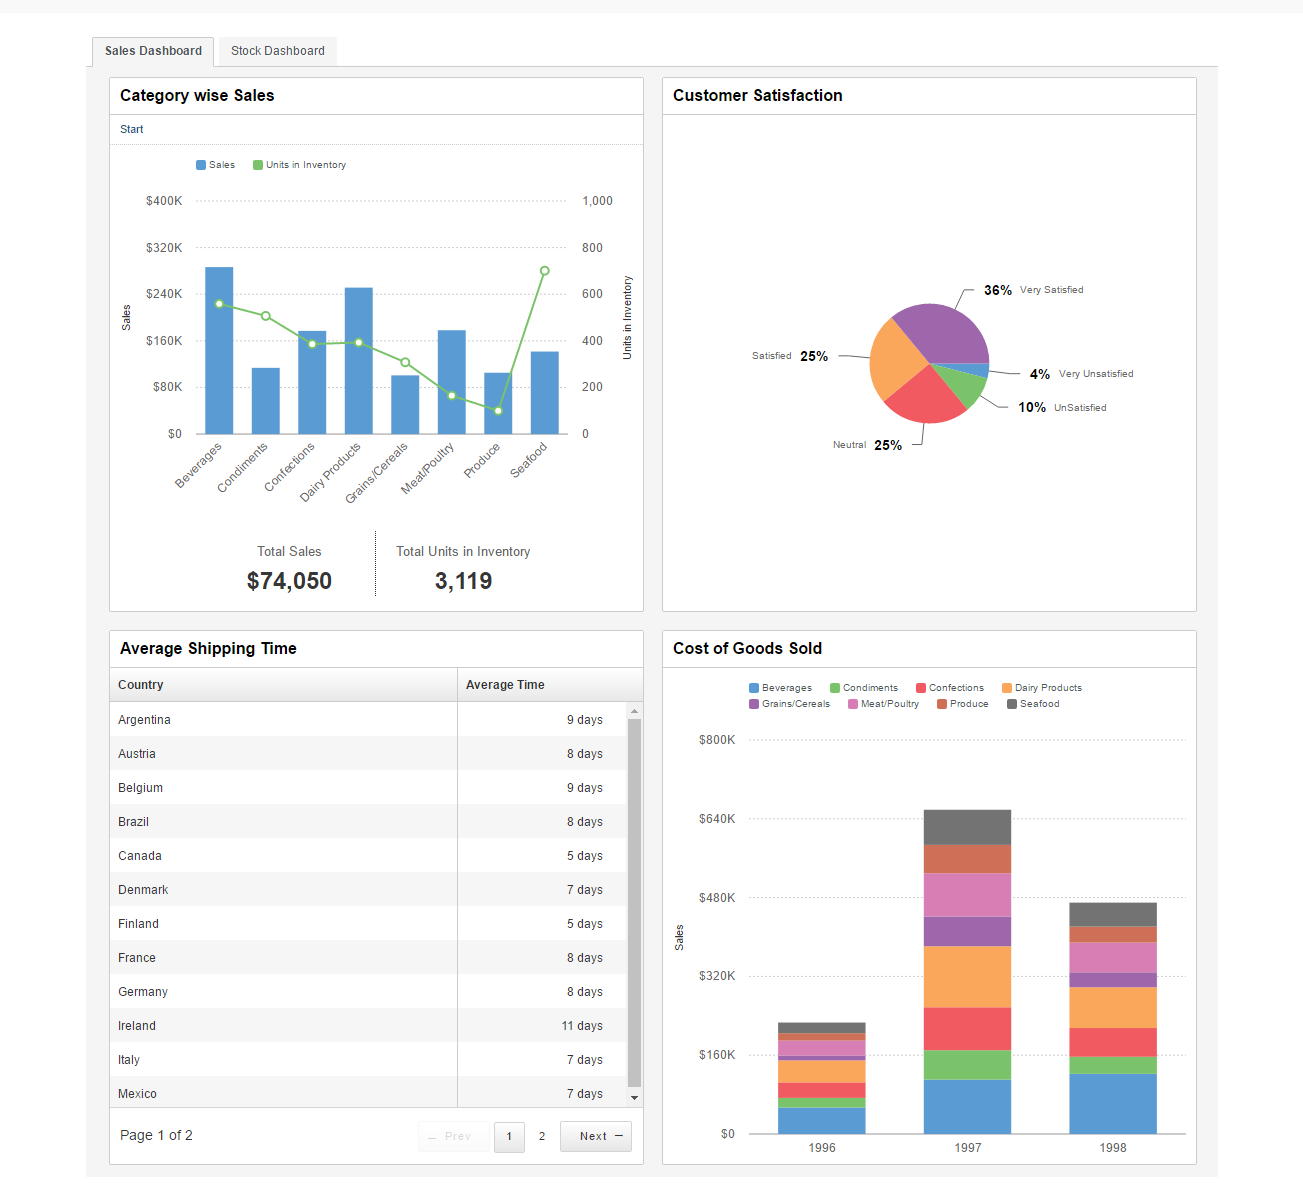 Sales Dashboard Stock Dashboard
Category wise Sales
Start
Sales Units in Inventory
$400K 1,000
$320K 800
$240K 600
$160K 400
$80K 200
$0 0
Sales
Units in Inventory
Beverages Condiments Confections Dairy Products Grains/Cereals Meat/Poultry Produce Seafood
Total Sales Total Units in Inventory
$74,050 3,119
Customer Satisfaction
36% Very Satisfied
Satisfied 25%
4% Very Unsatisfied
10% UnSatisfied
Neutral 25%
Average Shipping Time
Country Average Time
Argentina 9 days
Austria 8 days
Belgium 9 days
Brazil 8 days
Canada 5 days
Denmark 7 days
Finland 5 days
France 8 days
Germany 8 days
Ireland 11 days
Italy 7 days
Mexico 7 days
Page 1 of 2 Prev 1 2 Next
Cost of Goods Sold
Beverages Condiments Confections Dairy Products
Grains/Cereals Meat/Poultry Produce Seafood
$800K
$640K
$480K
$320K
$160K
$0
Sales
1996 1997 1998